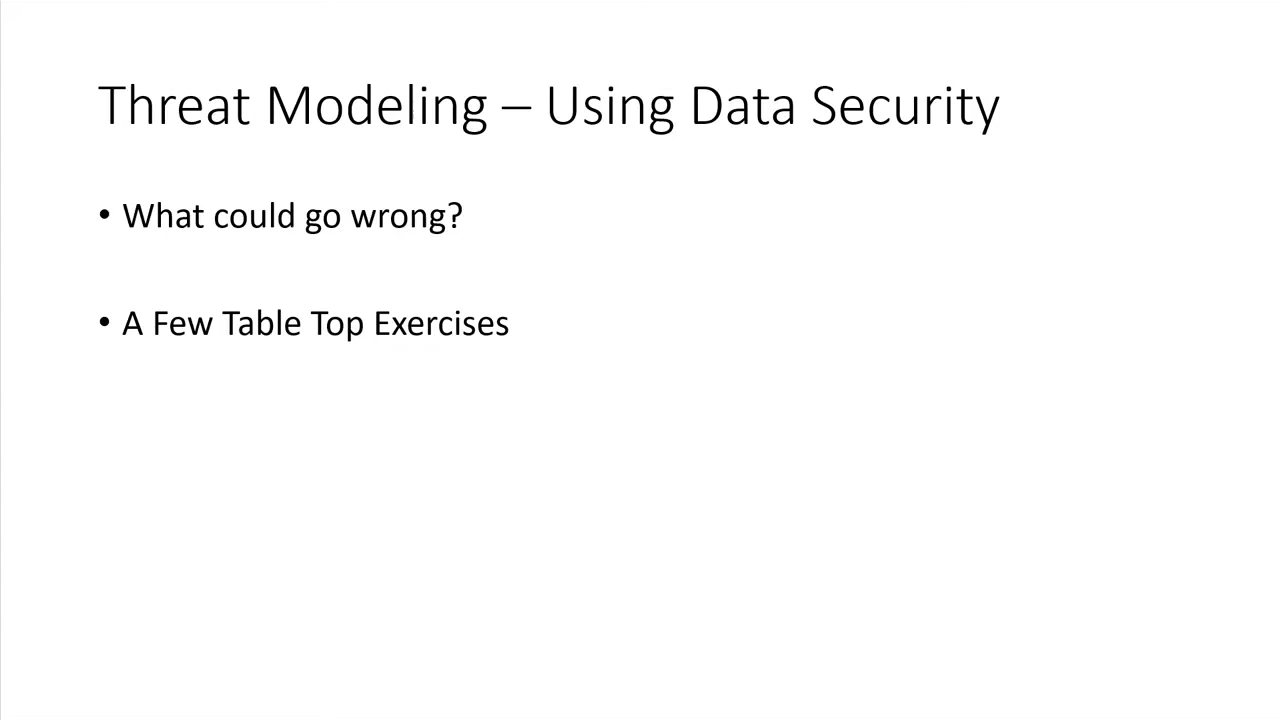 Threat Modeling – Using Data Security
• What could go wrong?
• A Few Table Top Exercises